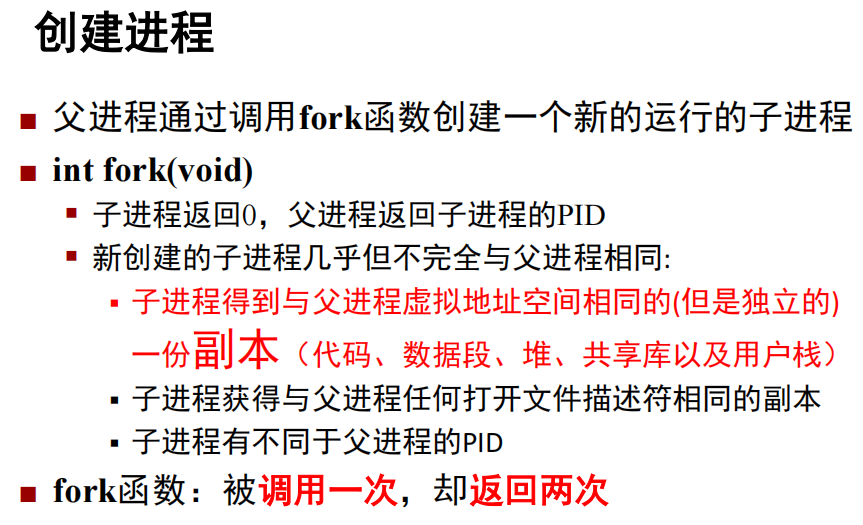 创建进程
父进程通过调用fork函数创建一个新的运行的子进程
int fork(void)
子进程返回0，父进程返回子进程的PID
新创建的子进程几乎但不完全与父进程相同:
子进程得到与父进程虚拟地址空间相同的(但是独立的)
一份副本（代码、数据段、堆、共享库以及用户栈）
子进程获得与父进程任何打开文件描述符相同的副本
子进程有不同于父进程的PID
fork函数：被调用一次，却返回两次